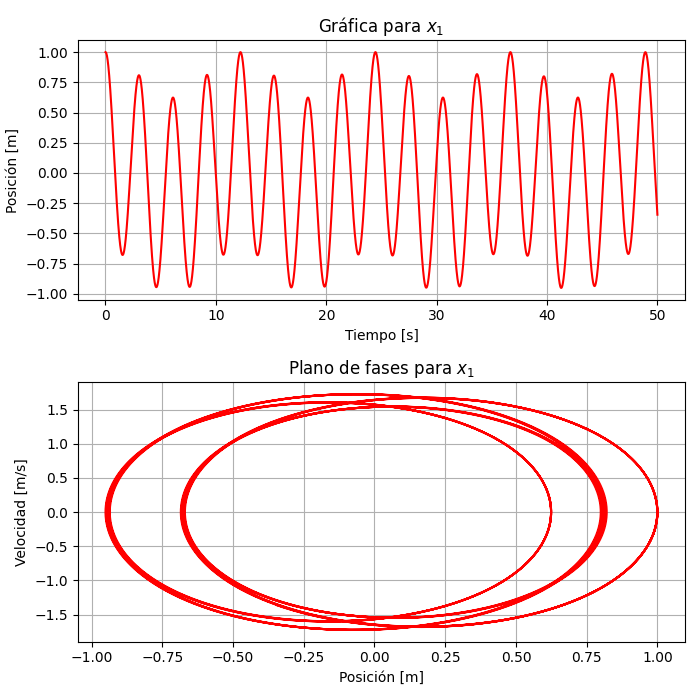 Gráfica para x₁
Posición [m]
1.00
0.75
0.50
0.25
0.00
−0.25
−0.50
−0.75
−1.00
0 10 20 30 40 50
Tiempo [s]
Plano de fases para x₁
Velocidad [m/s]
1.5
1.0
0.5
0.0
−0.5
−1.0
−1.5
−1.00 −0.75 −0.50 −0.25 0.00 0.25 0.50 0.75 1.00
Posición [m]